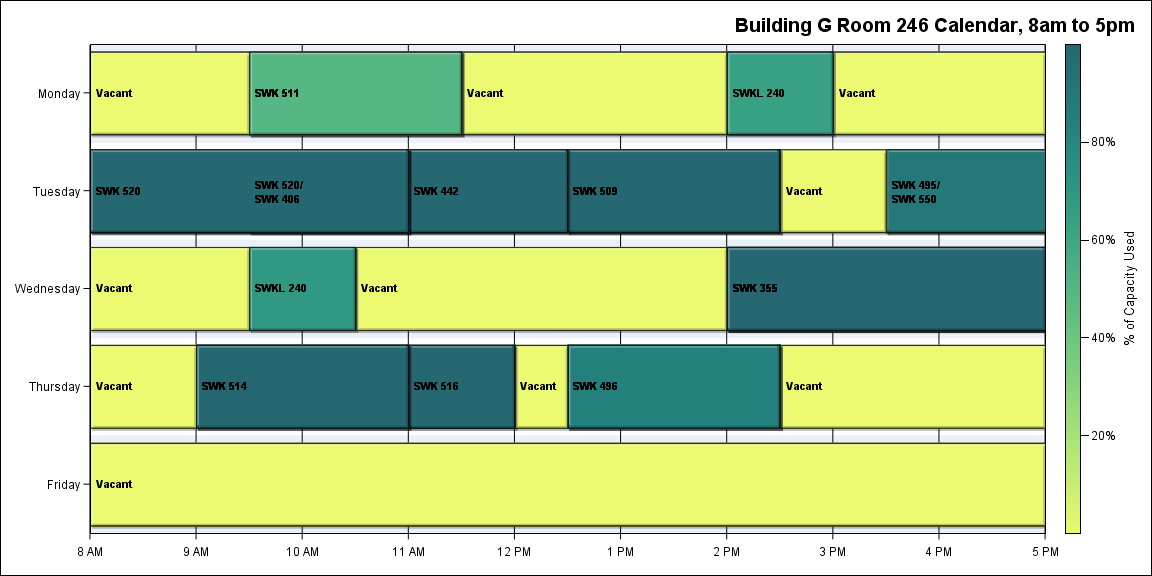 Building G Room 246 Calendar, 8am to 5pm
Monday
Vacant
SWK 511
Vacant
SWKL 240
Vacant
Tuesday
SWK 520
SWK 520/
SWK 406
SWK 442
SWK 509
Vacant
SWK 495/
SWK 550
Wednesday
Vacant
SWKL 240
Vacant
SWK 355
Thursday
Vacant
SWK 514
SWK 516
Vacant
SWK 496
Vacant
Friday
Vacant
8 AM 9 AM 10 AM 11 AM 12 PM 1 PM 2 PM 3 PM 4 PM 5 PM
80%
60%
40%
20%
% of Capacity Used